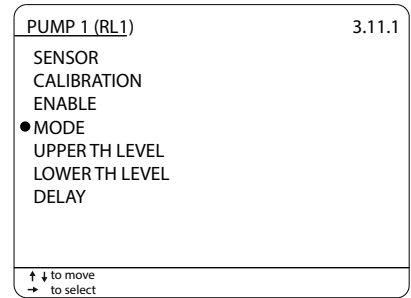 PUMP 1 (RL1) 3.11.1
SENSOR
CALIBRATION
ENABLE
●MODE
UPPER TH LEVEL
LOWER TH LEVEL
DELAY
↑ ↓ to move
→ to select